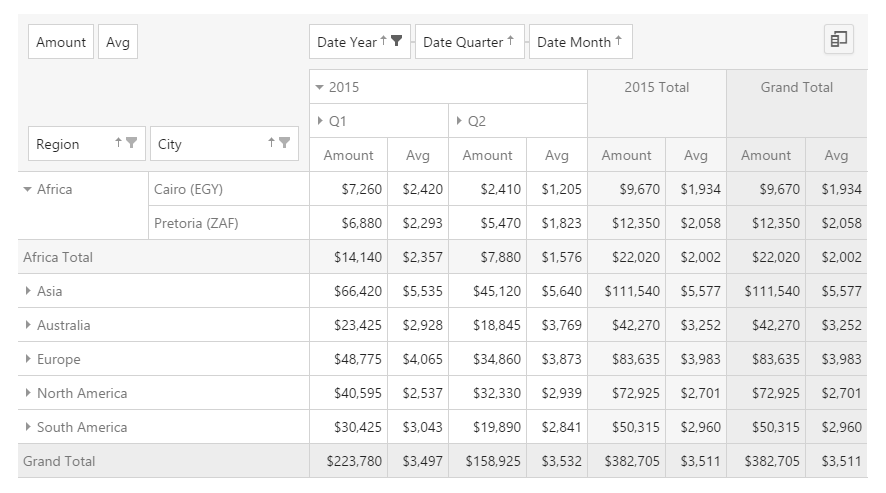 Amount Avg Date Year Date Quarter Date Month
2015 2015 Total Grand Total
Q1 Q2
Region City
Amount Avg Amount Avg Amount Avg Amount Avg
Africa Cairo (EGY) $7,260 $2,420 $2,410 $1,205 $9,670 $1,934 $9,670 $1,934
Pretoria (ZAF) $6,880 $2,293 $5,470 $1,823 $12,350 $2,058 $12,350 $2,058
Africa Total $14,140 $2,357 $7,880 $1,576 $22,020 $2,002 $22,020 $2,002
Asia $66,420 $5,535 $45,120 $5,640 $111,540 $5,577 $111,540 $5,577
Australia $23,425 $2,928 $18,845 $3,769 $42,270 $3,252 $42,270 $3,252
Europe $48,775 $4,065 $34,860 $3,873 $83,635 $3,983 $83,635 $3,983
North America $40,595 $2,537 $32,330 $2,939 $72,925 $2,701 $72,925 $2,701
South America $30,425 $3,043 $19,890 $2,841 $50,315 $2,960 $50,315 $2,960
Grand Total $223,780 $3,497 $158,925 $3,532 $382,705 $3,511 $382,705 $3,511